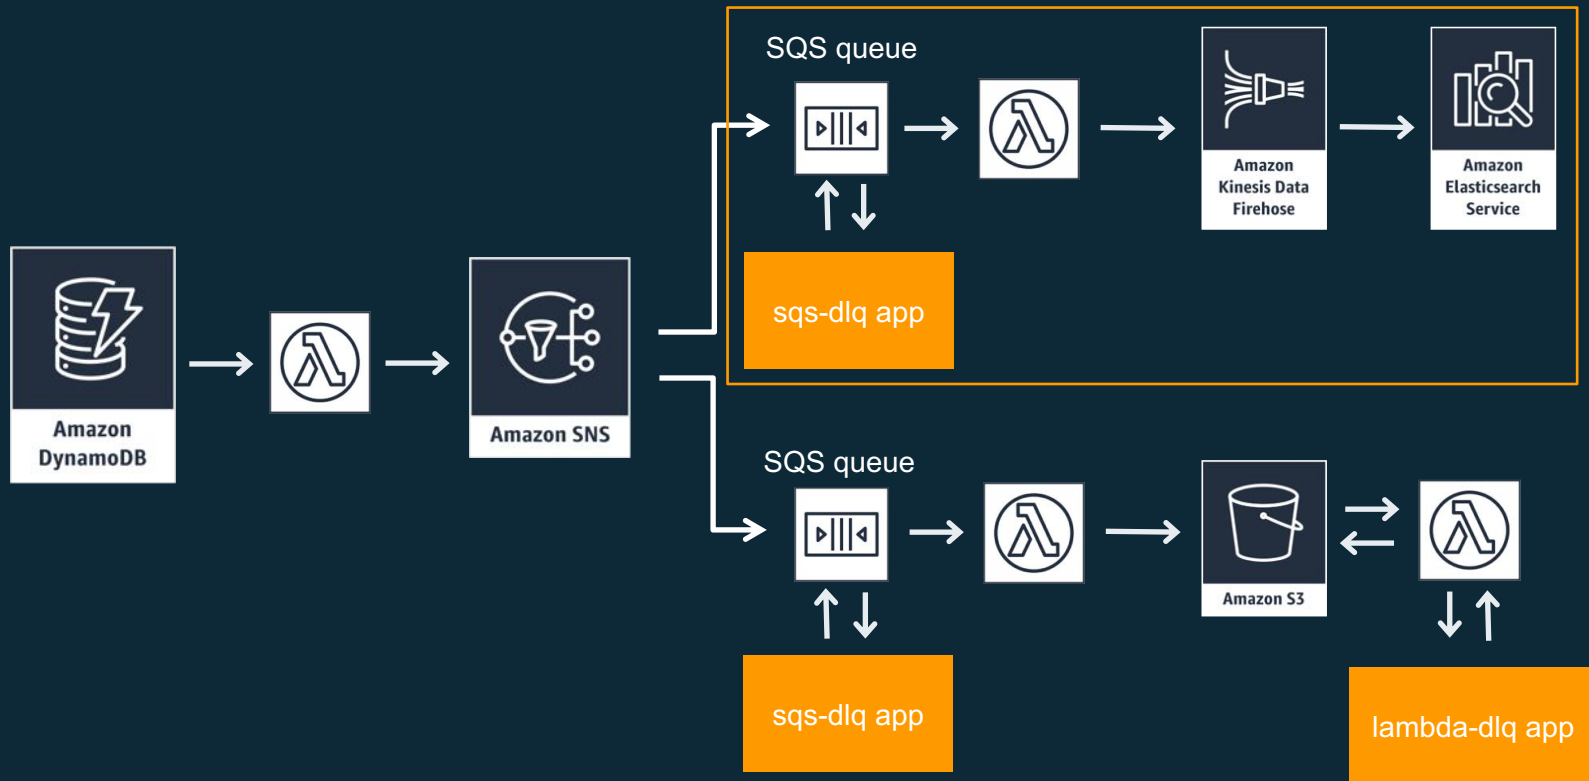 SQS queue
Amazon
Kinesis Data
Firehose
Amazon
Elasticsearch
Service
sqs-dlq app
Amazon
DynamoDB
Amazon SNS
SQS queue
Amazon S3
sqs-dlq app
lambda-dlq app